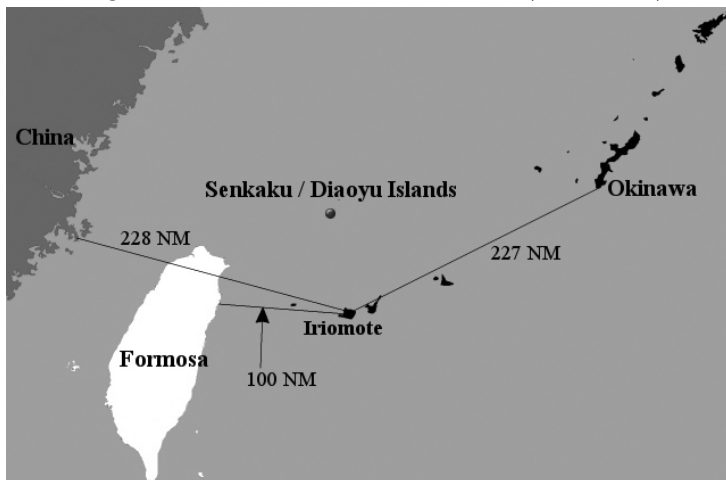 China
Senkaku / Diaoyu Islands
Okinawa
228 NM
227 NM
Iriomote
Formosa
100 NM